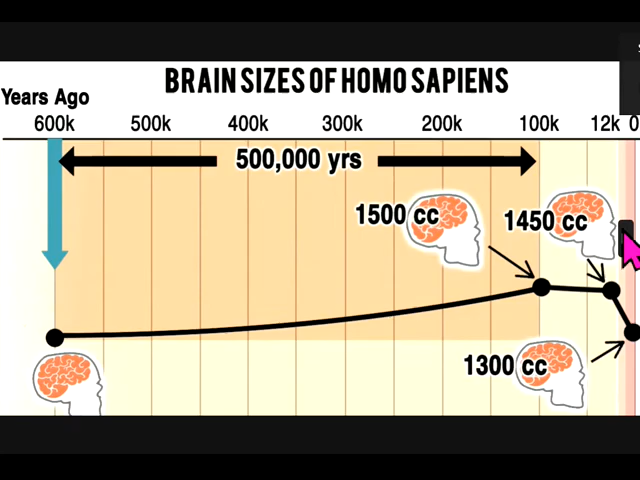 BRAIN SIZES OF HOMO SAPIENS
Years Ago
600k 500k 400k 300k 200k 100k 12k 0
500,000 yrs
1500 cc
1450 cc
1300 cc